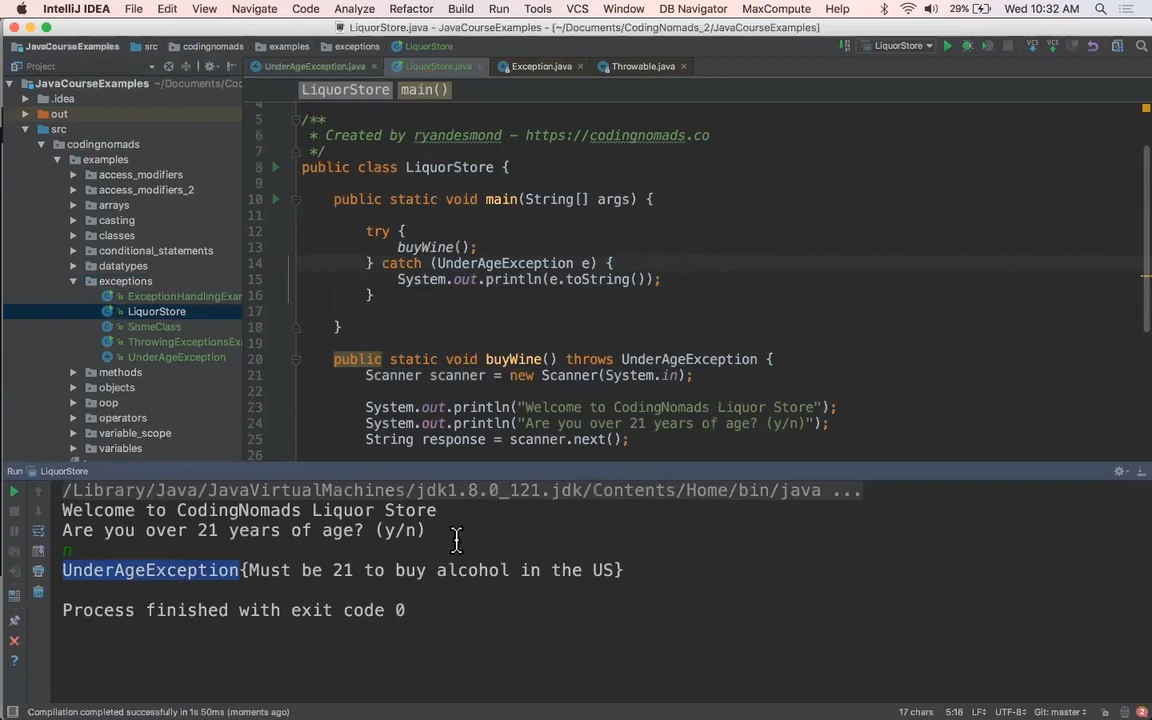 IntelliJ IDEA File Edit View Navigate Code Analyze Refactor Build Run Tools VCS Window DB Navigator MaxCompute Help 29% Wed 10:32 AM
LiquorStore.java - JavaCourseExamples - [~/Documents/CodingNomads_2/JavaCourseExamples]
JavaCourseExamples src codingnomads examples exceptions LiquorStore LiquorStore
Project UnderAgeException.java LiquorStore.java Exception.java Throwable.java
JavaCourseExamples ~/Documents/Coc
.idea
out
src
codingnomads
examples
access_modifiers
access_modifiers_2
arrays
casting
classes
conditional_statements
datatypes
exceptions
ExceptionHandlingExa
LiquorStore
SomeClass
ThrowingExceptionsEx
UnderAgeException
methods
objects
oop
operators
variable_scope
variables
LiquorStore main()
4
5 /**
6 * Created by ryandesmond - https://codingnomads.co
7 */
8 public class LiquorStore {
9
10 public static void main(String[] args) {
11
12 try {
13 buyWine();
14 } catch (UnderAgeException e) {
15 System.out.println(e.toString());
16 }
17
18 }
19
20 public static void buyWine() throws UnderAgeException {
21 Scanner scanner = new Scanner(System.in);
22
23 System.out.println("Welcome to CodingNomads Liquor Store");
24 System.out.println("Are you over 21 years of age? (y/n)");
25 String response = scanner.next();
26
Run LiquorStore
/Library/Java/JavaVirtualMachines/jdk1.8.0_121.jdk/Contents/Home/bin/java ...
Welcome to CodingNomads Liquor Store
Are you over 21 years of age? (y/n)
n
UnderAgeException{Must be 21 to buy alcohol in the US}
Process finished with exit code 0
Compilation completed successfully in 1s 50ms (moments ago) 17 chars 5:18 LF÷ UTF-8÷ Git: master÷ 2